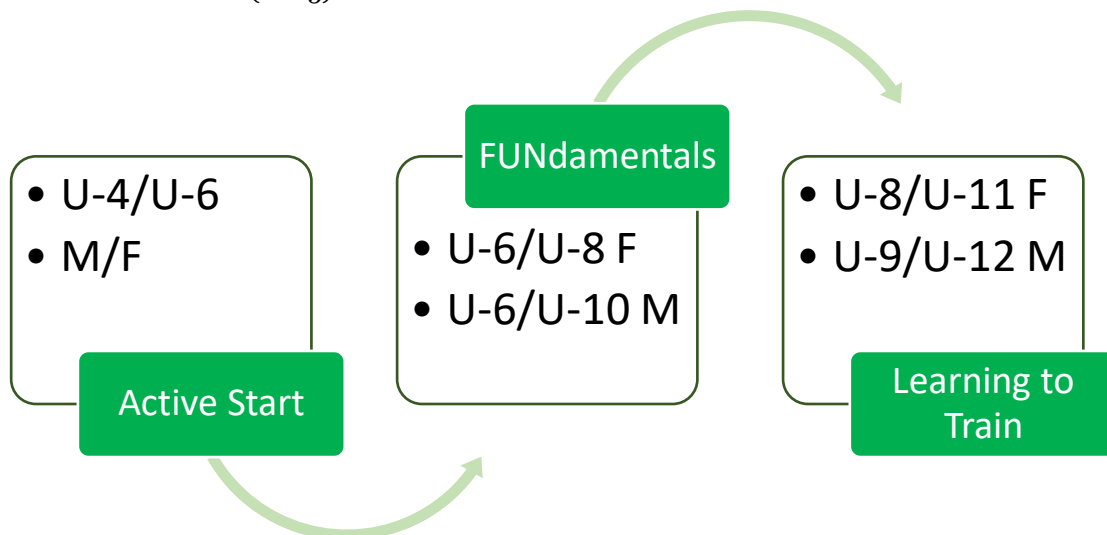 • U-4/U-6
• M/F
Active Start
FUNdamentals
• U-6/U-8 F
• U-6/U-10 M
• U-8/U-11 F
• U-9/U-12 M
Learning to
Train